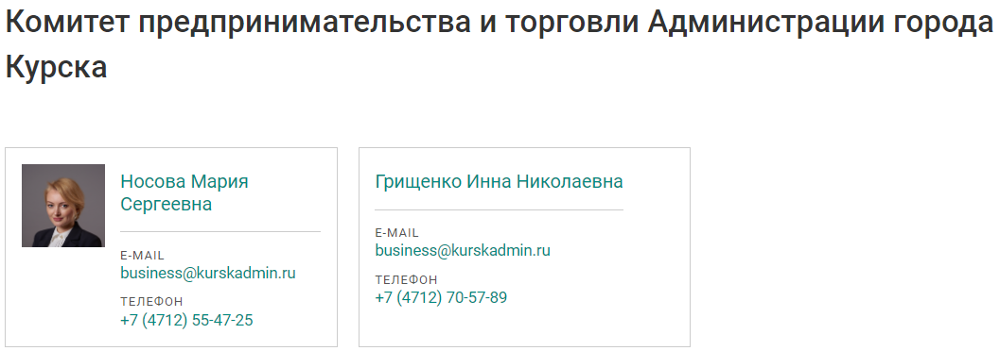 Комитет предпринимательства и торговли Администрации города
Курска
Носова Мария
Сергеевна
E-MAIL
business@kurskadmin.ru
ТЕЛЕФОН
+7 (4712) 55-47-25
Грищенко Инна Николаевна
E-MAIL
business@kurskadmin.ru
ТЕЛЕФОН
+7 (4712) 70-57-89